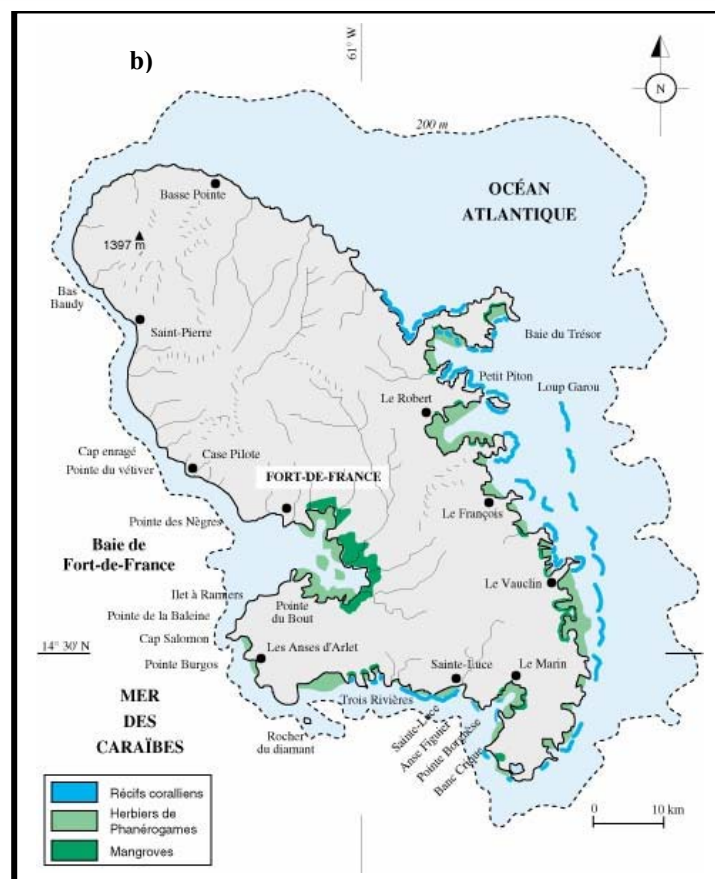 b)
61° W
N
200 m
OCÉAN
ATLANTIQUE
Basse Pointe
1397 m
Bas
Baudy
Saint-Pierre
Baie du Trésor
Petit Piton
Loup Garou
Le Robert
Cap enragé
Pointe du vétiver
Case Pilote
FORT-DE-FRANCE
Le François
Pointe des Nègres
Baie de
Fort-de-France
Le Vauclin
Ilet à Ramiers
Pointe
du Bout
Pointe de la Baleine
Cap Salomon
14° 30' N
Les Anses d'Arlet
Pointe Burgos
Sainte-Luce
Le Marin
MER
DES
CARAÏBES
Trois Rivières
Rocher
du diamant
Sainte-Luce
Anse Figuier
Pointe Borghèse
Banc Crique
Récifs coralliens
Herbiers de
Phanérogames
Mangroves
0 10 km